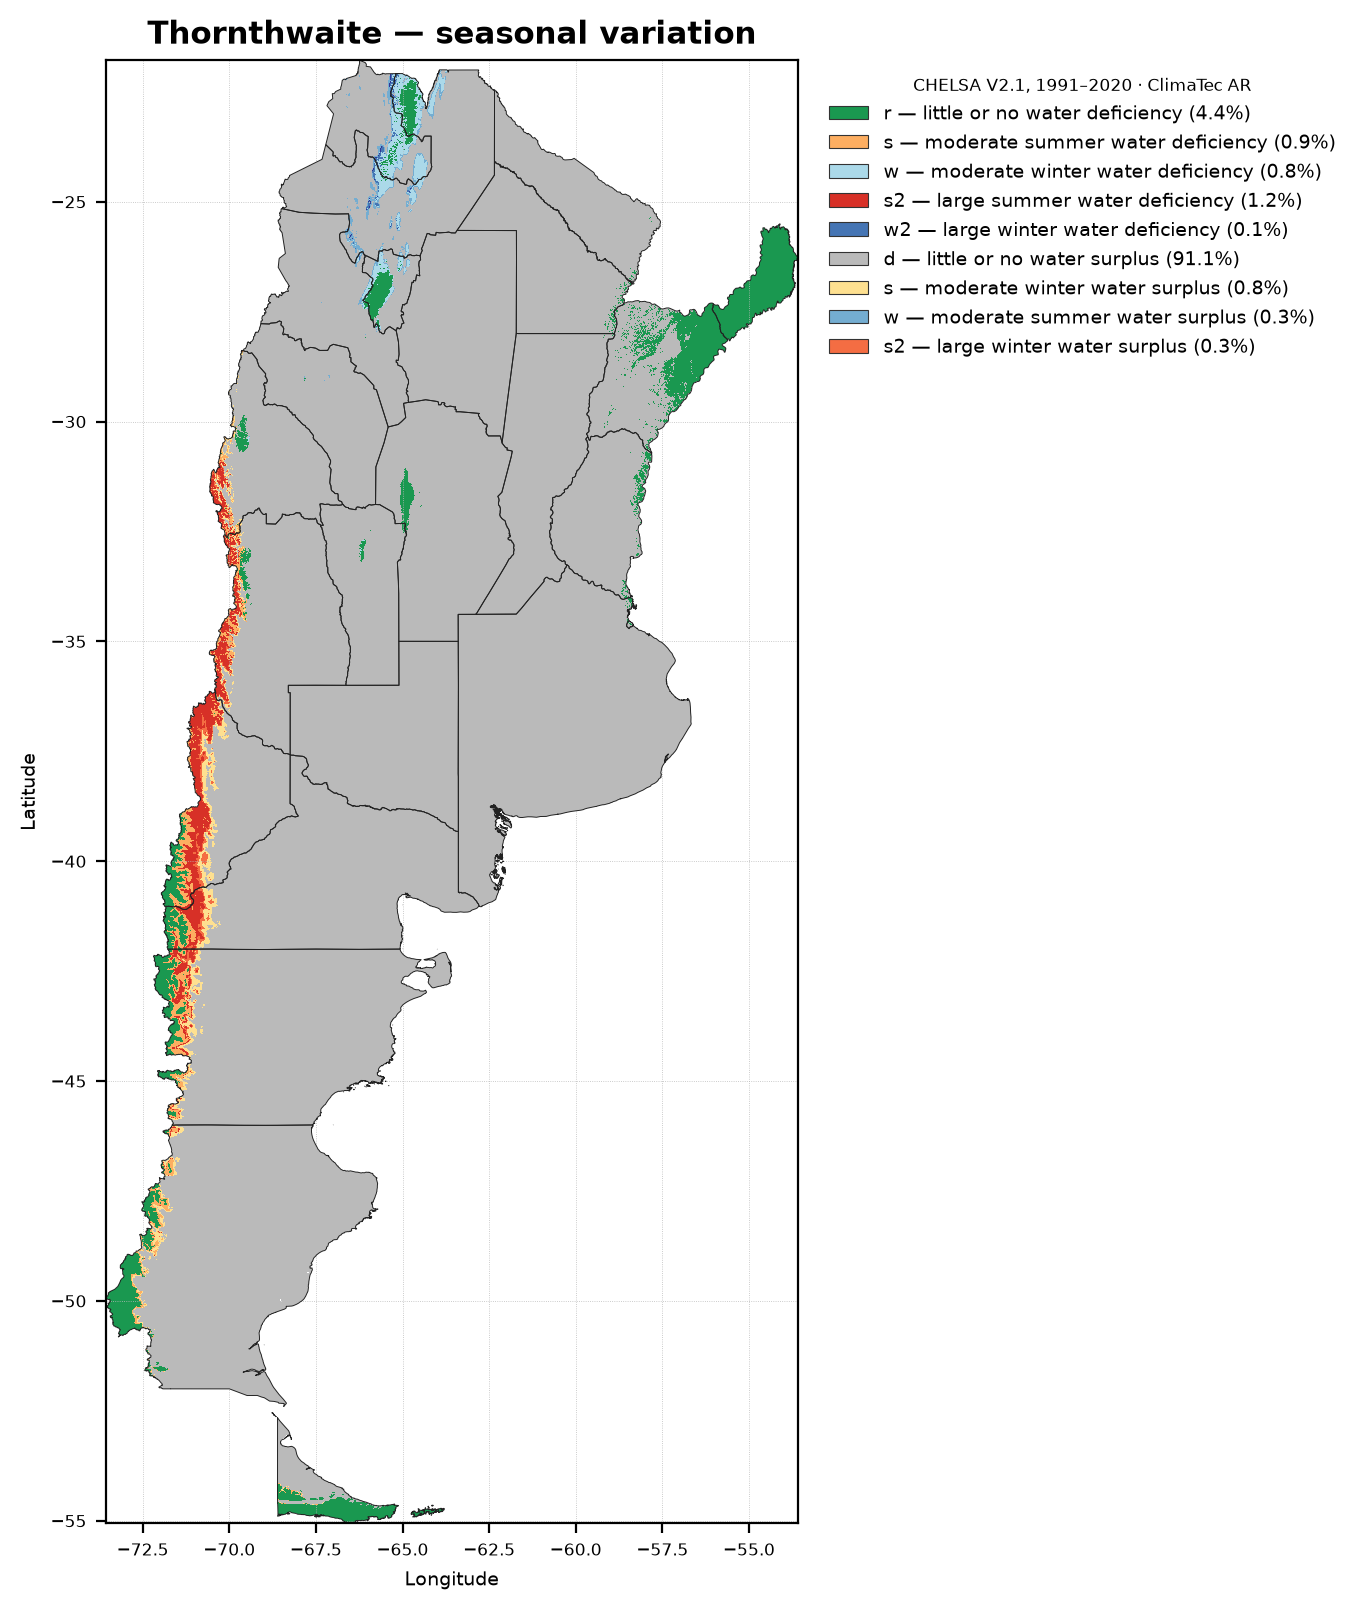 Thornthwaite — seasonal variation
CHELSA V2.1, 1991–2020 · ClimaTec AR
r — little or no water deficiency (4.4%)
s — moderate summer water deficiency (0.9%)
w — moderate winter water deficiency (0.8%)
s2 — large summer water deficiency (1.2%)
w2 — large winter water deficiency (0.1%)
d — little or no water surplus (91.1%)
s — moderate winter water surplus (0.8%)
w — moderate summer water surplus (0.3%)
s2 — large winter water surplus (0.3%)
−25
−30
−35
−40
−45
−50
−55
Latitude
−72.5 −70.0 −67.5 −65.0 −62.5 −60.0 −57.5 −55.0
Longitude